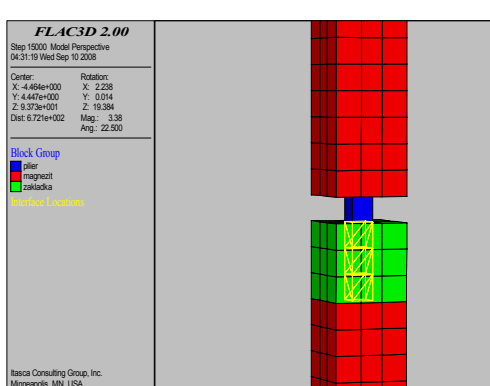 FLAC3D 2.00
Step 15000 Model Perspective
04:31:19 Wed Sep 10 2008
Center: Rotation:
X: -4.464e+000 X: 2.238
Y: 4.447e+000 Y: 0.014
Z: 9.373e+001 Z: 19.384
Dist: 6.721e+002 Mag.: 3.38
Ang.: 22.500
Block Group
pilier
magnezit
zakladka
Interface Locations
Itasca Consulting Group, Inc.
Minneapolis, MN USA